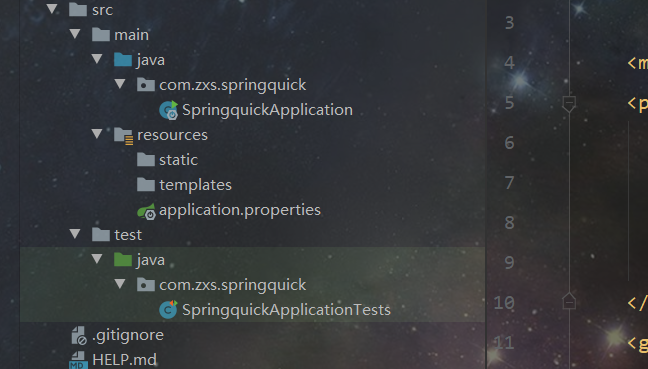 src
main
java
com.zxs.springquick
SpringquickApplication
resources
static
templates
application.properties
test
java
com.zxs.springquick
SpringquickApplicationTests
.gitignore
MD HELP.md
3
4 <m
5 <p
6
7
8
9
10 </
11 <g